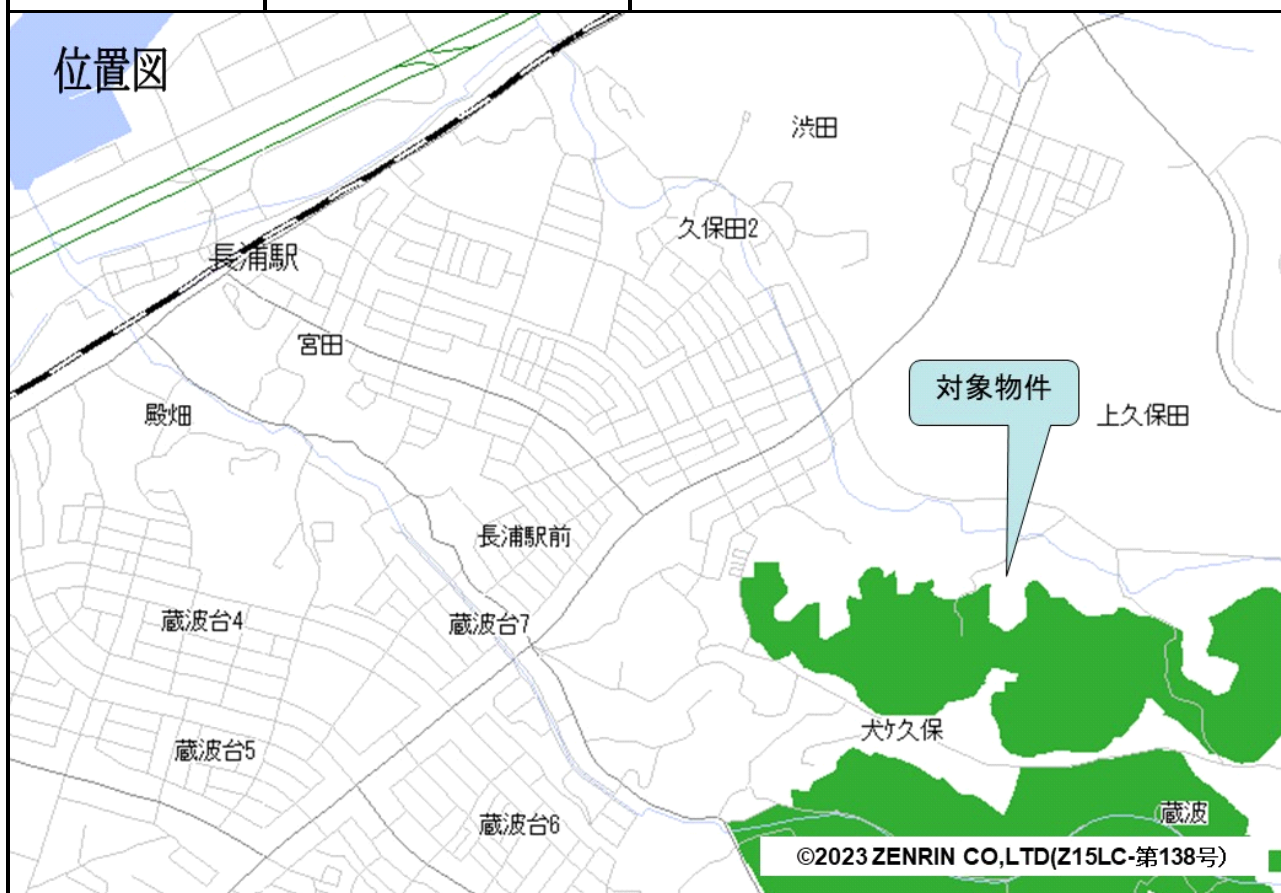 位置図
渋田
久保田2
長浦駅
宮田
対象物件
殿畑
上久保田
長浦駅前
蔵波台4
蔵波台7
犬ケ久保
蔵波台5
蔵波
蔵波台6
©2023 ZENRIN CO,LTD(Z15LC-第138号)